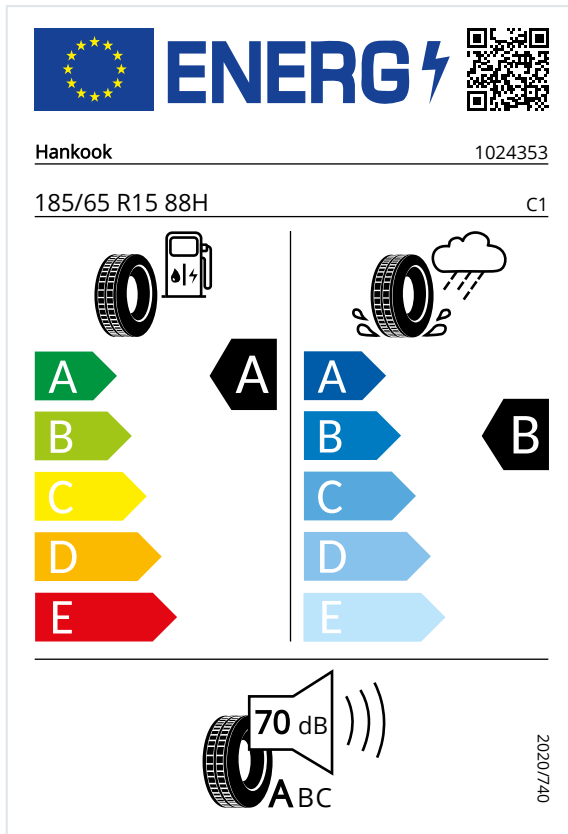 ENERG
Hankook 1024353
185/65 R15 88H C1
A A
B
C
D
E
A
B B
C
D
E
70 dB
ABC
2020/740